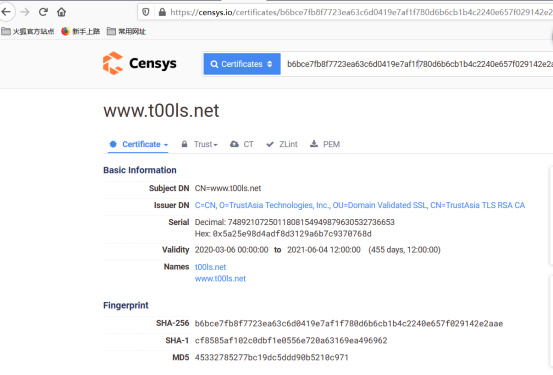 https://censys.io/certificates/b6bce7fb8f7723ea63c6d0419e7af1f780d6b6cb1b4c2240e657f029142e2
火狐官方站点 新手上路 常用网址
Censys Certificates b6bce7fb8f7723ea63c6d0419e7af1f780d6b6cb1b4c2240e657f029142e2aa
www.t00ls.net
Certificate Trust CT ZLint PEM
Basic Information
Subject DN CN=www.t00ls.net
Issuer DN C=CN, O=TrustAsia Technologies, Inc., OU=Domain Validated SSL, CN=TrustAsia TLS RSA CA
Serial Decimal: 7489210725011808154949879630532736653
Hex: 0x5a25e98d4adf8d3129a6b7c9370768d
Validity 2020-03-06 00:00:00 to 2021-06-04 12:00:00 (455 days, 12:00:00)
Names t00ls.net
www.t00ls.net
Fingerprint
SHA-256 b6bce7fb8f7723ea63c6d0419e7af1f780d6b6cb1b4c2240e657f029142e2aae
SHA-1 cf8585af102c0dbf1e0556e720a63169ea496962
MD5 45332785277bc19dc5ddd90b5210c971